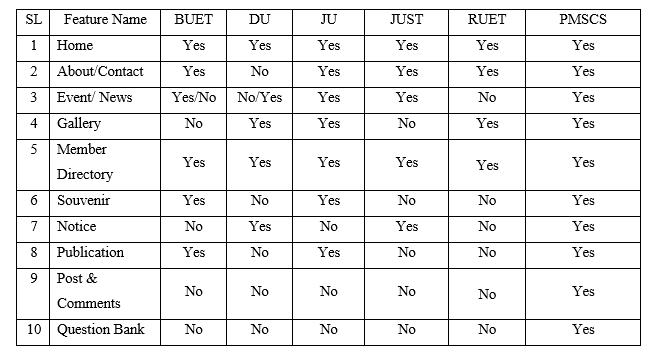 SL Feature Name BUET DU JU JUST RUET PMSCS
1 Home Yes Yes Yes Yes Yes Yes
2 About/Contact Yes No Yes Yes Yes Yes
3 Event/ News Yes/No No/Yes Yes Yes No Yes
4 Gallery No Yes Yes No Yes Yes
5 Member
Directory Yes Yes Yes Yes Yes Yes
6 Souvenir Yes No Yes No No Yes
7 Notice No Yes No Yes No Yes
8 Publication Yes No Yes No No Yes
9 Post &
Comments No No No No No Yes
10 Question Bank No No No No No Yes